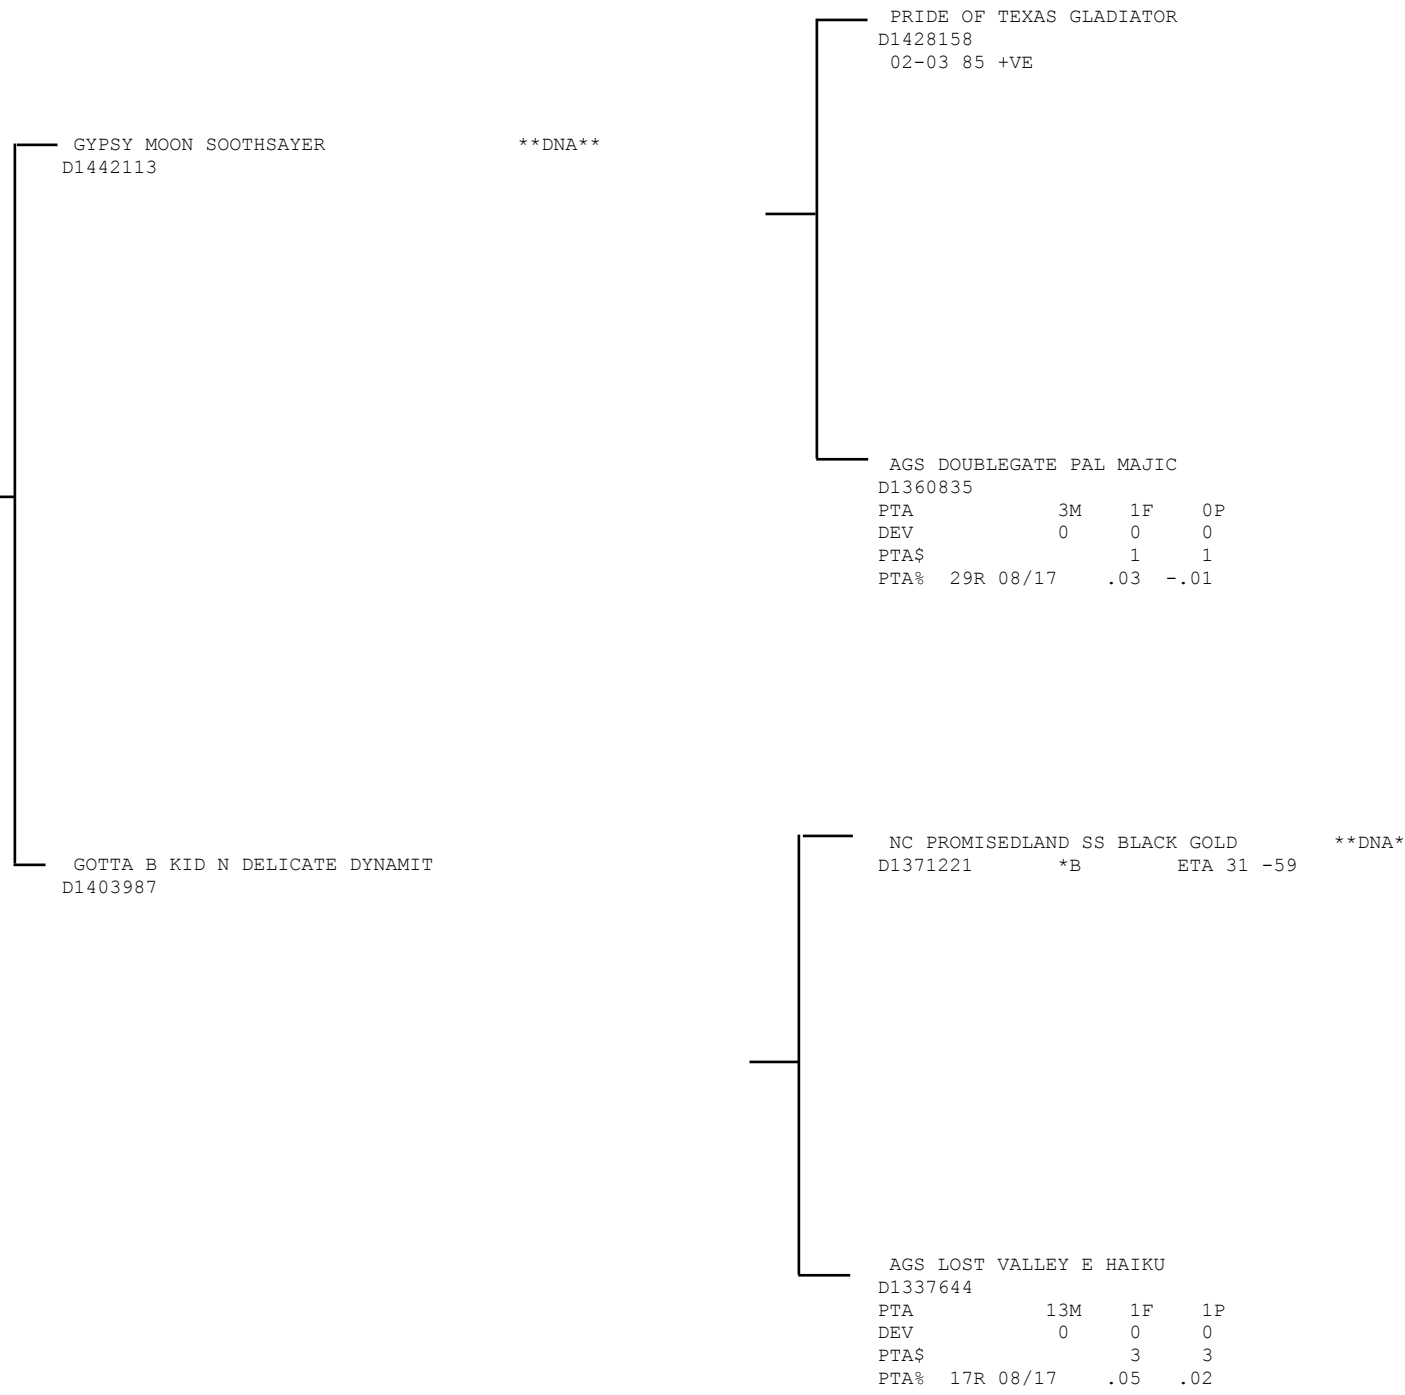 PRIDE OF TEXAS GLADIATOR
D1428158
02-03 85 +VE
GYPSY MOON SOOTHSAYER **DNA**
D1442113
AGS DOUBLEGATE PAL MAJIC
D1360835
PTA 3M 1F 0P
DEV 0 0 0
PTA$ 1 1
PTA% 29R 08/17 .03 -.01
NC PROMISEDLAND SS BLACK GOLD **DNA*
D1371221 *B ETA 31 -59
GOTTA B KID N DELICATE DYNAMIT
D1403987
AGS LOST VALLEY E HAIKU
D1337644
PTA 13M 1F 1P
DEV 0 0 0
PTA$ 3 3
PTA% 17R 08/17 .05 .02